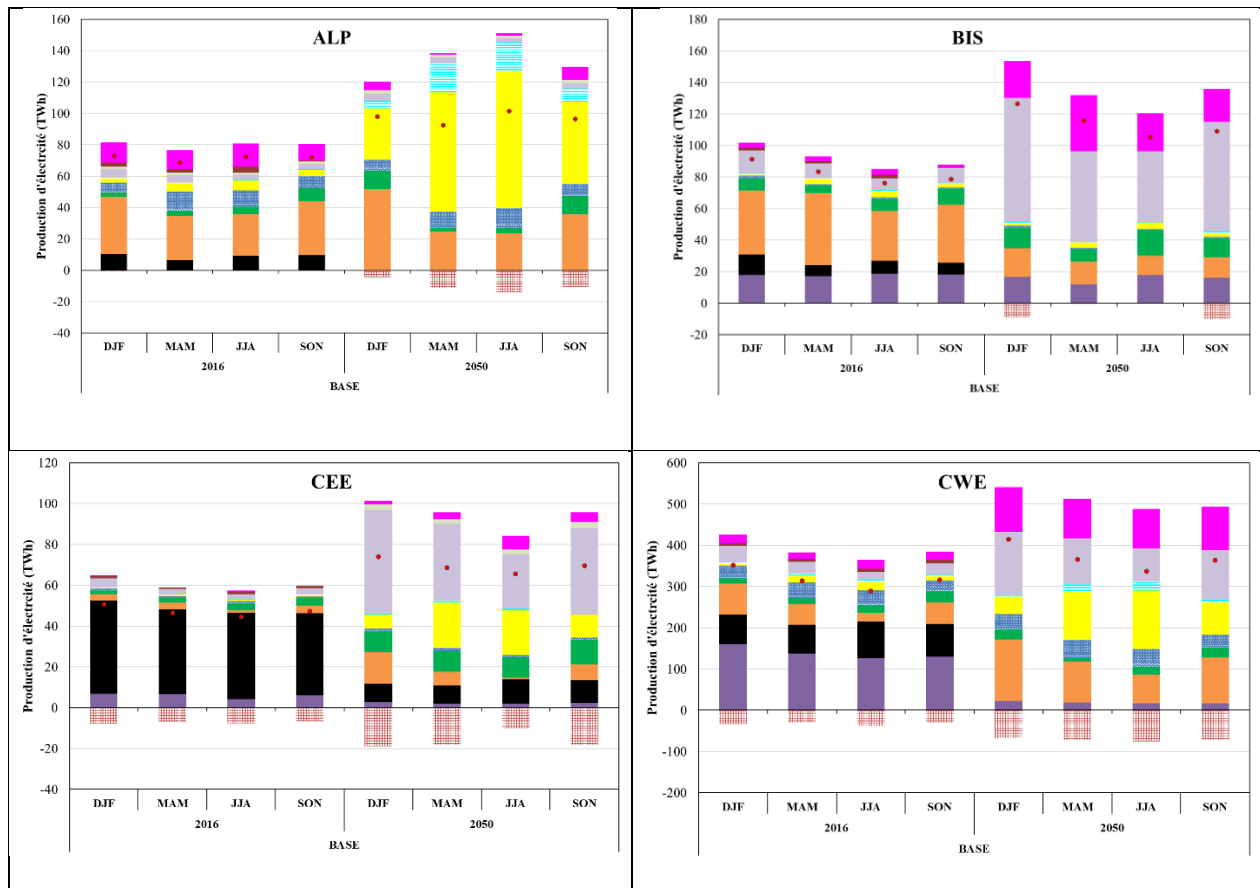 ALP
Production d'électrcité (TWh)
160
140
120
100
80
60
40
20
0
-20
-40
DJF MAM JJA SON DJF MAM JJA SON
2016 2050
BASE
BIS
Production d'électrcité (TWh)
180
160
140
120
100
80
60
40
20
0
-20
DJF MAM JJA SON DJF MAM JJA SON
2016 2050
BASE
CEE
Production d'électrcité (TWh)
120
100
80
60
40
20
0
-20
-40
DJF MAM JJA SON DJF MAM JJA SON
2016 2050
BASE
CWE
Production d'électrcité (TWh)
600
500
400
300
200
100
0
-100
-200
DJF MAM JJA SON DJF MAM JJA SON
2016 2050
BASE